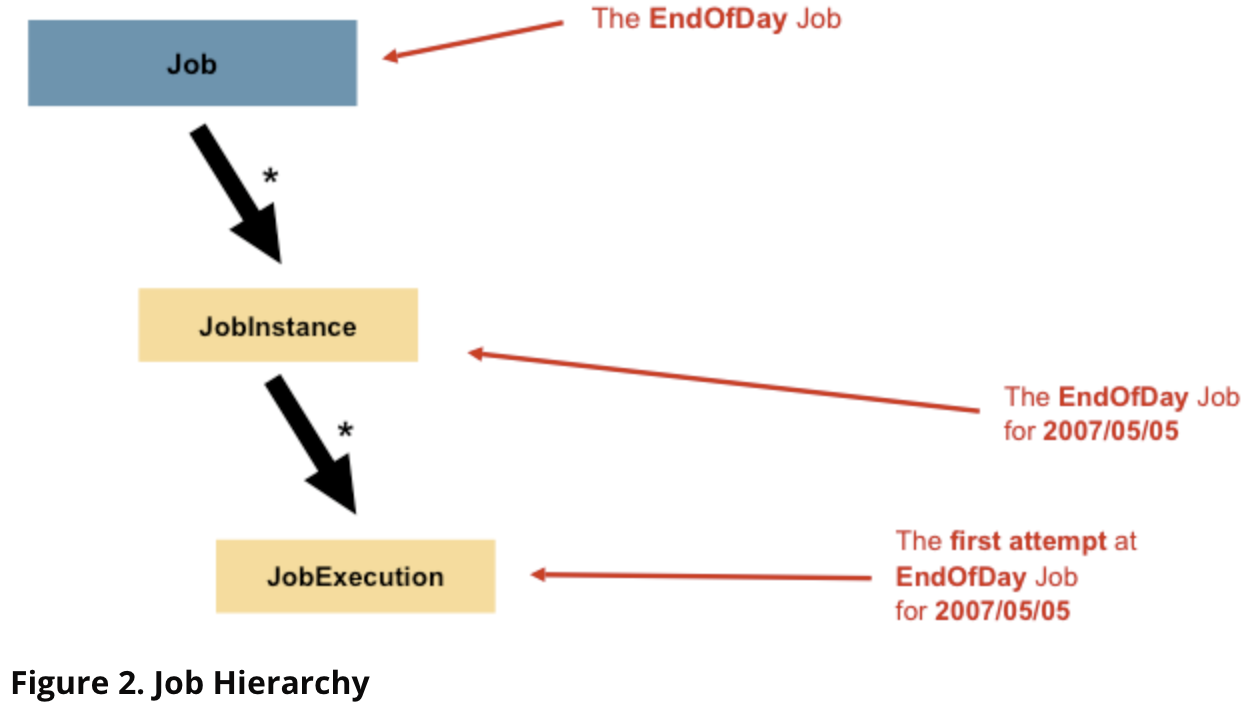 The EndOfDay Job
Job
*
JobInstance
The EndOfDay Job
for 2007/05/05
*
JobExecution
The first attempt at
EndOfDay Job
for 2007/05/05
Figure 2. Job Hierarchy